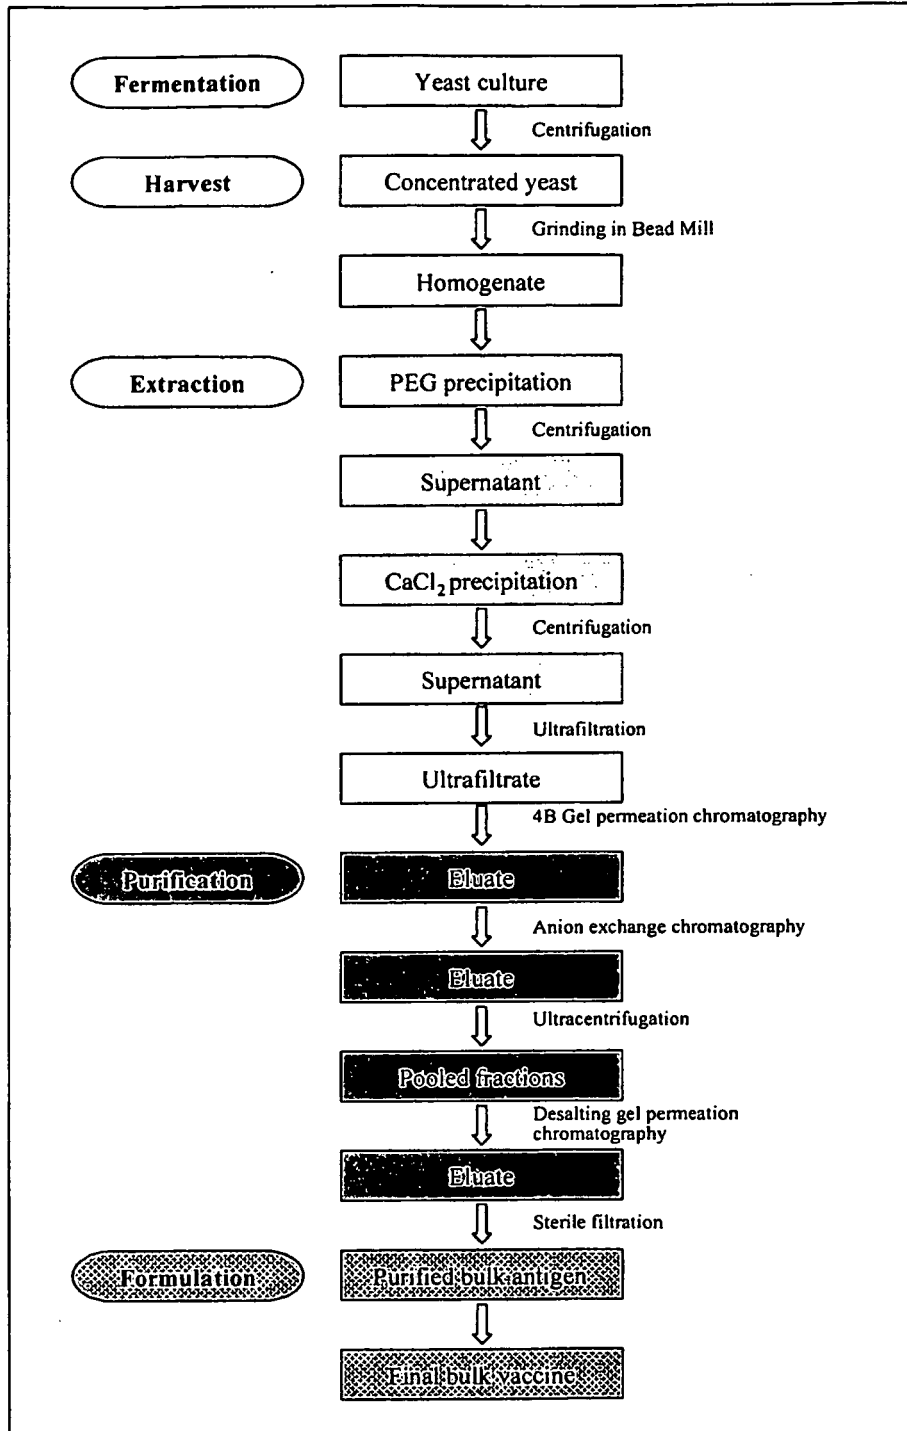 Fermentation
Yeast culture
Centrifugation
Harvest
Concentrated yeast
Grinding in Bead Mill
Homogenate
Extraction
PEG precipitation
Centrifugation
Supernatant
CaCl₂ precipitation
Centrifugation
Supernatant
Ultrafiltration
Ultrafiltrate
4B Gel permeation chromatography
Purification
Eluate
Anion exchange chromatography
Eluate
Ultracentrifugation
Pooled fractions
Desalting gel permeation
chromatography
Eluate
Sterile filtration
Formulation
Purified bulk antigen
Final bulk vaccine